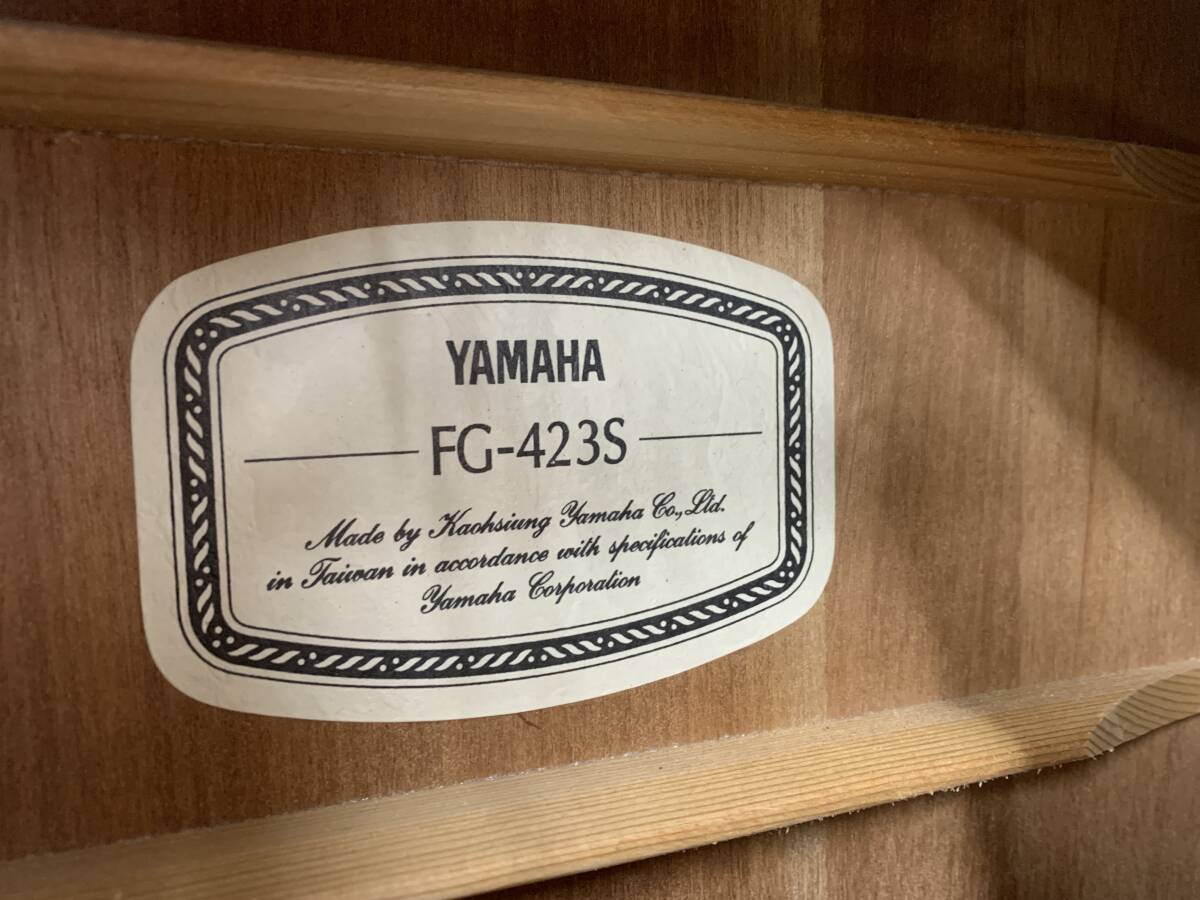 YAMAHA
FG-423S
Made by Kaohsiung Yamaha Co., Ltd.
in Taiwan in accordance with specifications of
Yamaha Corporation